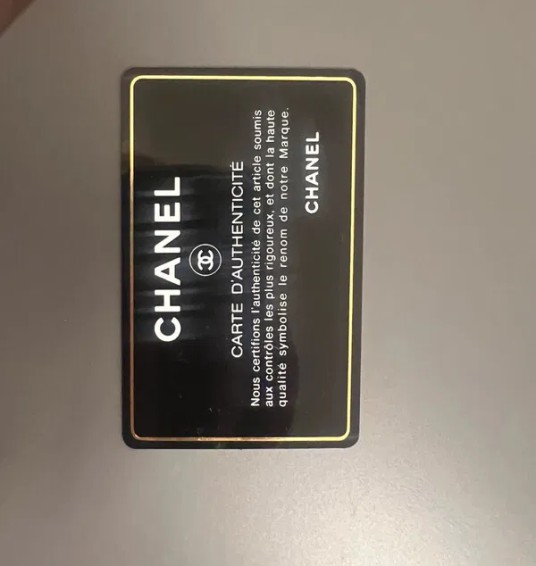 CHANEL
CARTE D'AUTHENTICITÉ
Nous certifions l'authenticité de cet article soumis
aux contrôles les plus rigoureux, et dont la haute
qualité symbolise le renom de notre Marque.
CHANEL